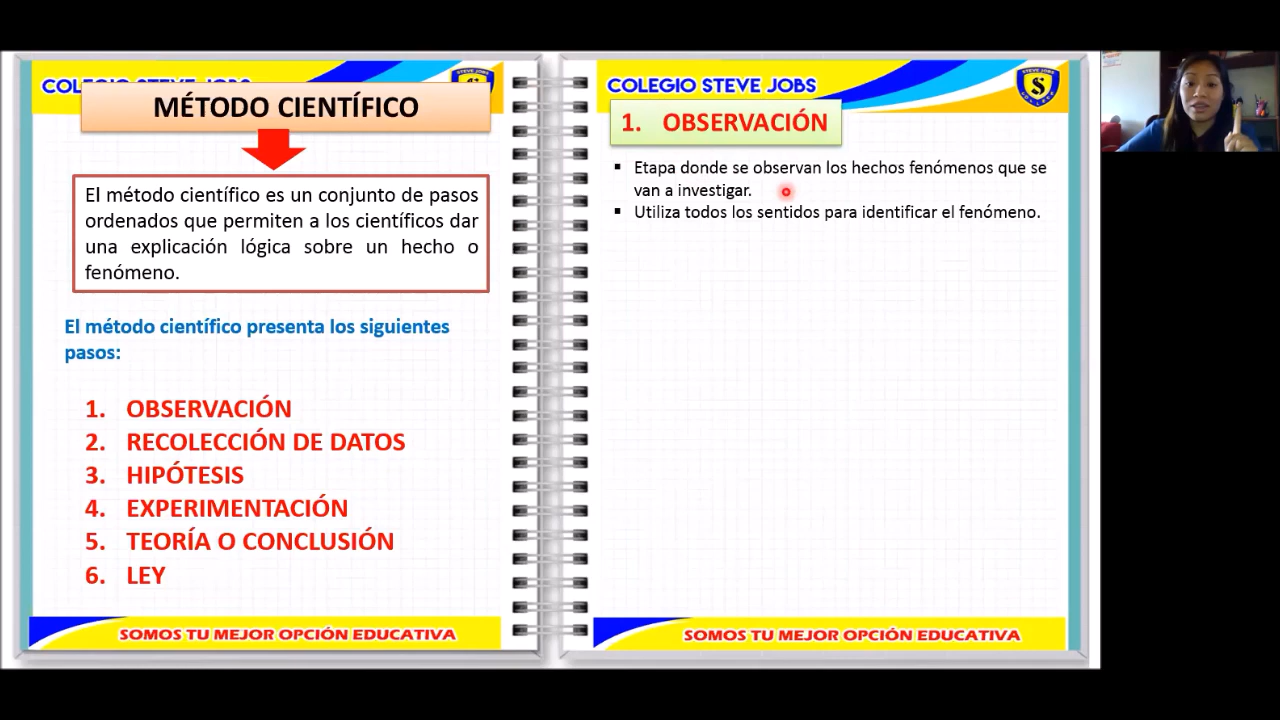 COLEGIO STEVE JOBS
MÉTODO CIENTÍFICO
El método científico es un conjunto de pasos
ordenados que permiten a los científicos dar
una explicación lógica sobre un hecho o
fenómeno.
El método científico presenta los siguientes
pasos:
1. OBSERVACIÓN
2. RECOLECCIÓN DE DATOS
3. HIPÓTESIS
4. EXPERIMENTACIÓN
5. TEORÍA O CONCLUSIÓN
6. LEY
SOMOS TU MEJOR OPCIÓN EDUCATIVA
COLEGIO STEVE JOBS
STEVE JOBS
S
1. OBSERVACIÓN
▪ Etapa donde se observan los hechos fenómenos que se
van a investigar.
▪ Utiliza todos los sentidos para identificar el fenómeno.
SOMOS TU MEJOR OPCIÓN EDUCATIVA